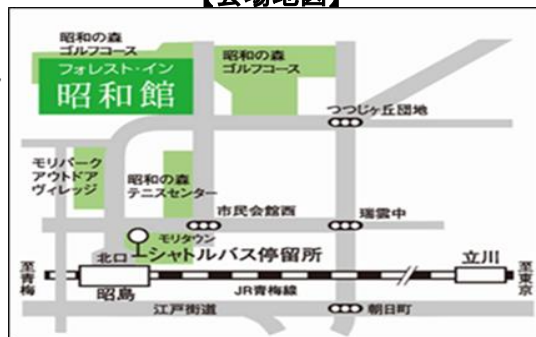 【会場地図】
昭和の森
ゴルフコース
フォレスト・イン
昭和館
昭和の森
ゴルフコース
つつじヶ丘団地
モリパーク
アウトドア
ヴィレッジ
昭和の森
テニスセンター
市民会館西
瑞雲中
モリタウン
北口
シャトルバス停留所
立川
至青梅
至東京
昭島
JR青梅線
江戸街道
朝日町